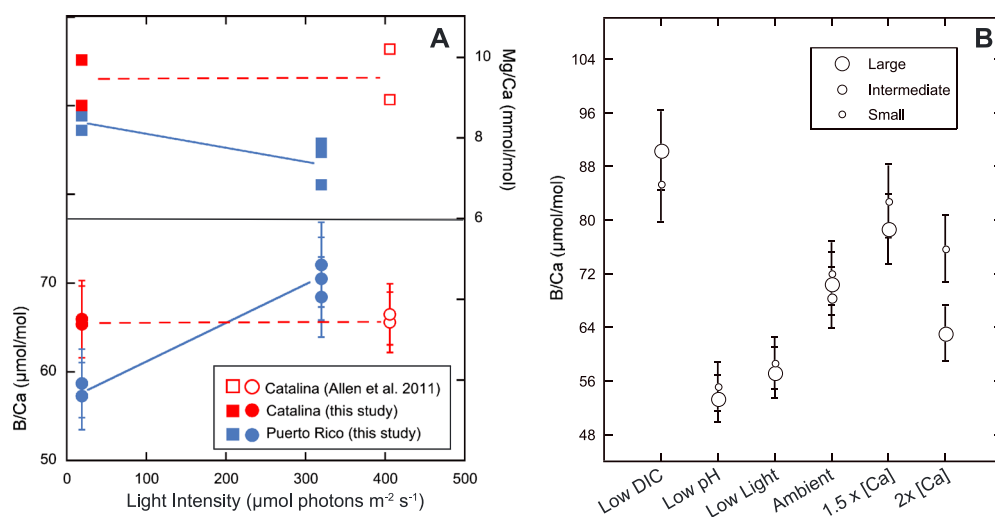 A
10
8
6
Mg/Ca (mmol/mol)
70
60
50
B/Ca (µmol/mol)
Catalina (Allen et al. 2011)
Catalina (this study)
Puerto Rico (this study)
0
100
200
300
400
500
Light Intensity (µmol photons m⁻² s⁻¹)
B
Large
Intermediate
Small
104
96
88
80
72
64
56
48
B/Ca (µmol/mol)
Low DIC
Low pH
Low Light
Ambient
1.5 x [Ca]
2x [Ca]